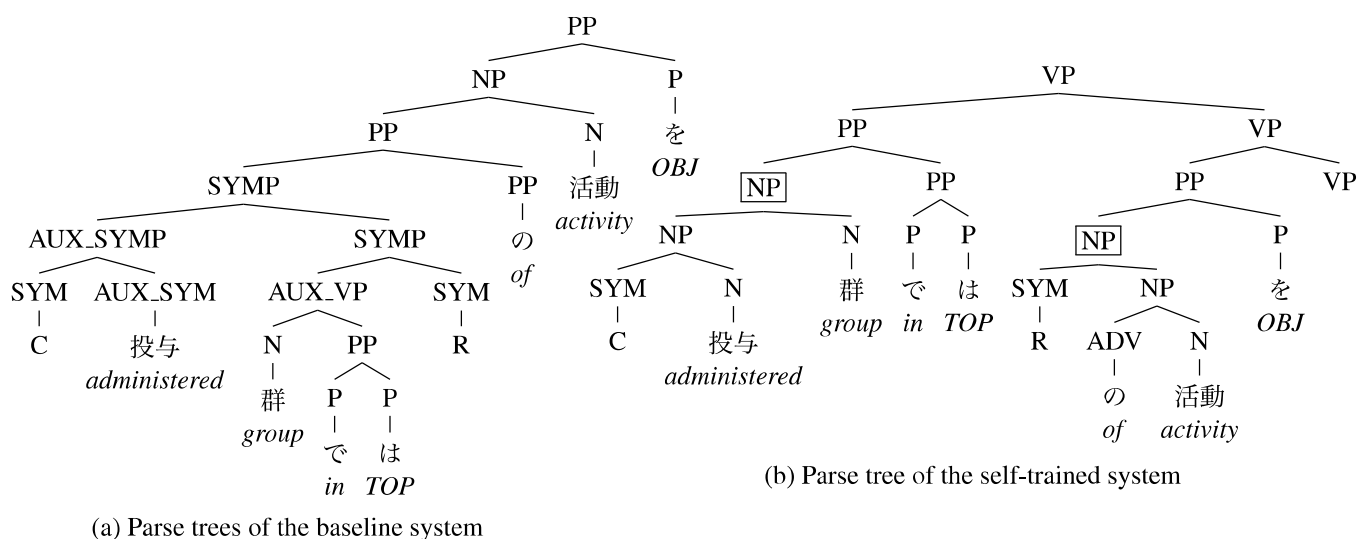 PP
NP P
PP N を
OBJ
SYMP PP 活動
activity
AUX_SYMP SYMP の
of
SYM AUX_SYM AUX_VP SYM
C 投与 N PP R
administered
群 P P
group
で は
in TOP
(a) Parse trees of the baseline system
VP
PP VP
NP PP PP VP
NP N P P NP P
SYM N 群 で は SYM NP を
group in TOP OBJ
C 投与 R ADV N
administered
の 活動
of activity
(b) Parse tree of the self-trained system